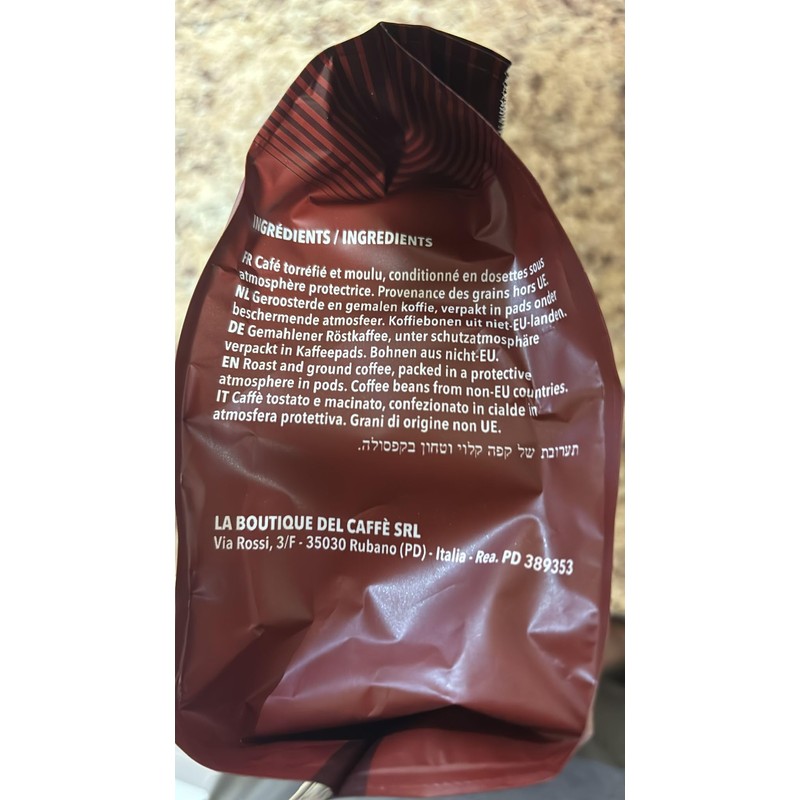 INGRÉDIENTS / INGREDIENTS
FR Café torréfié et moulu, conditionné en dosettes sous
atmosphère protectrice. Provenance des grains hors UE.
NL Geroosterde en gemalen koffie, verpakt in pads onder
beschermende atmosfeer. Koffiebonen uit niet-EU-landen.
DE Gemahlener Röstkaffee, unter schutzatmosphäre
verpackt in Kaffeepads. Bohnen aus nicht-EU.
EN Roast and ground coffee, packed in a protective
atmosphere in pods. Coffee beans from non-EU countries.
IT Caffè tostato e macinato, confezionato in cialde in
atmosfera protettiva. Grani di origine non UE.
תערובת של קפה קלוי וטחון בקפסולה.
LA BOUTIQUE DEL CAFFÈ SRL
Via Rossi, 3/F - 35030 Rubano (PD) - Italia - Rea. PD 389353